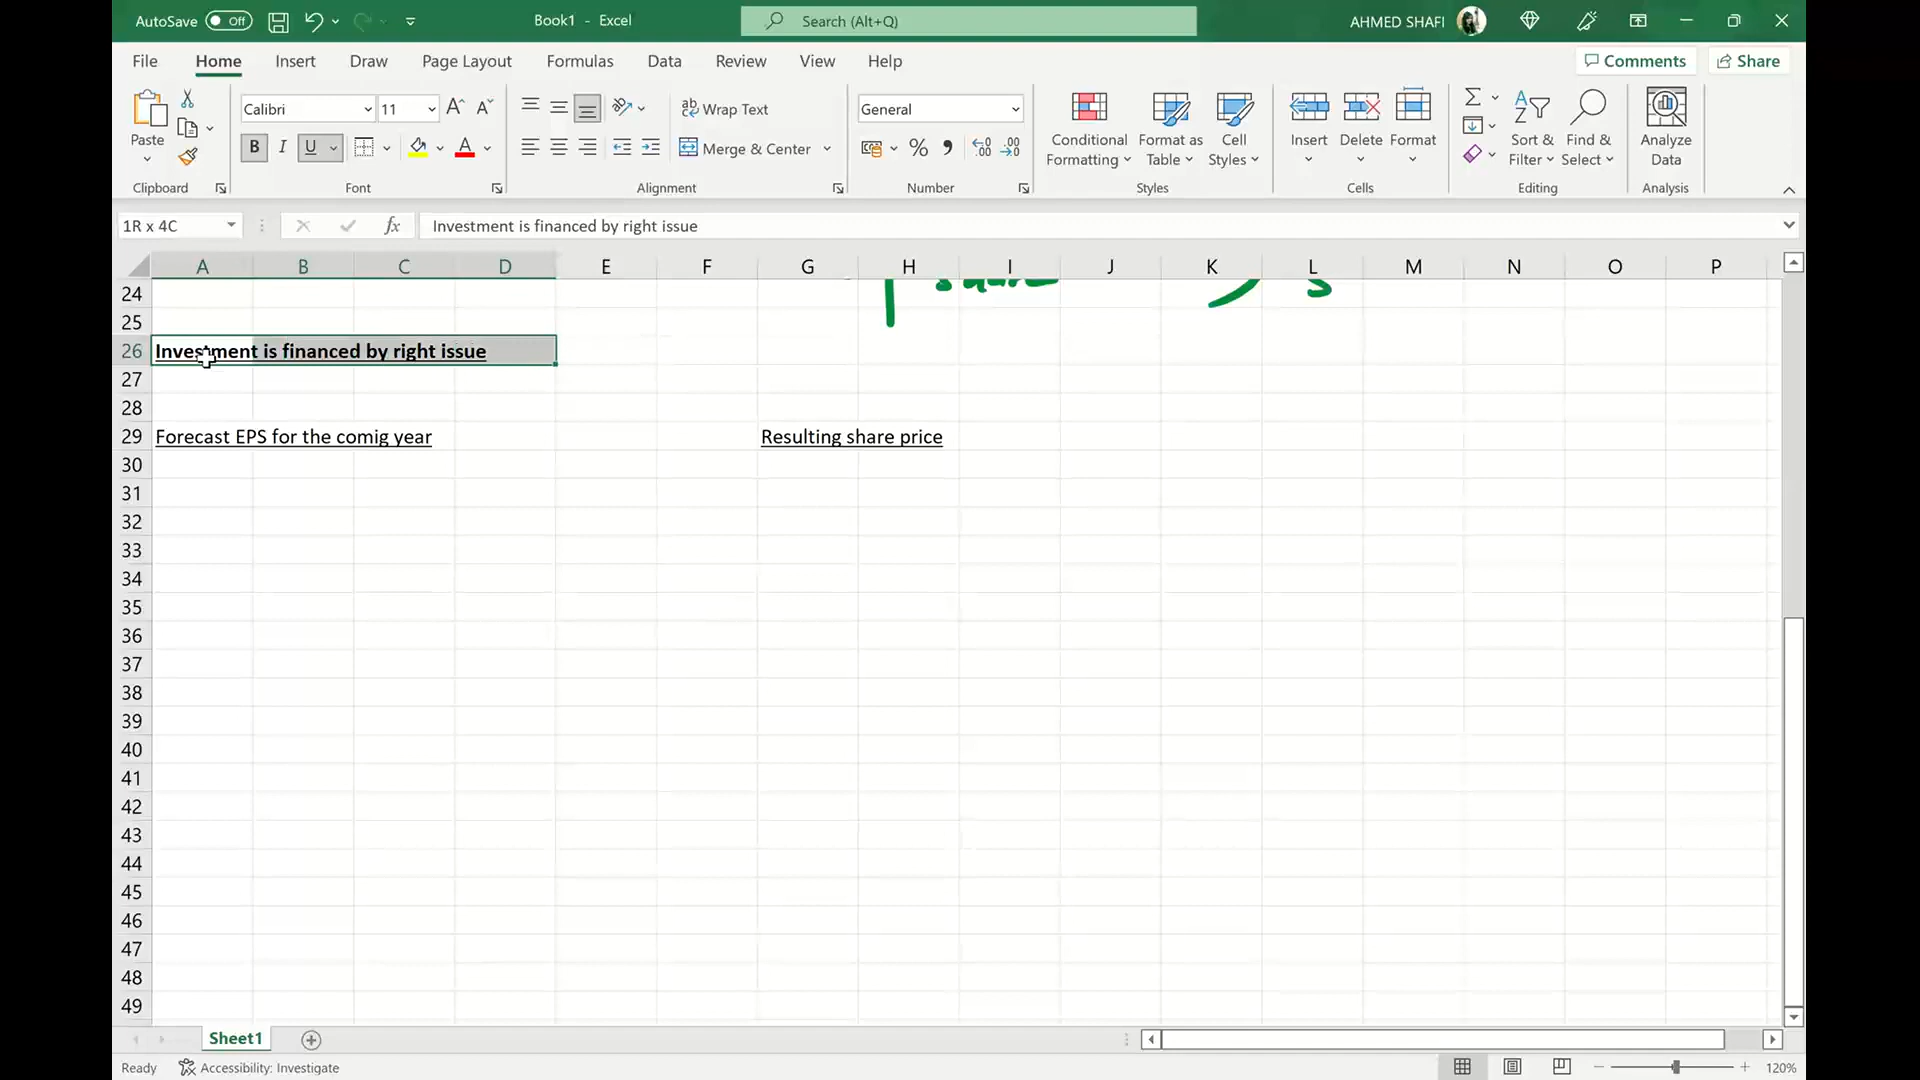 AutoSave Off Book1 - Excel Search (Alt+Q) AHMED SHAFI
File Home Insert Draw Page Layout Formulas Data Review View Help Comments Share
Paste Calibri 11 Wrap Text General Conditional Formatting Format as Table Cell Styles Insert Delete Format Sort & Filter Find & Select Analyze Data
B I U Merge & Center
Clipboard Font Alignment Number Styles Cells Editing Analysis
1R x 4C fx Investment is financed by right issue
A B C D E F G H I J K L M N O P
24
25
26 Investment is financed by right issue
27
28
29 Forecast EPS for the comig year Resulting share price
30
31
32
33
34
35
36
37
38
39
40
41
42
43
44
45
46
47
48
49
Sheet1
Ready Accessibility: Investigate 120%